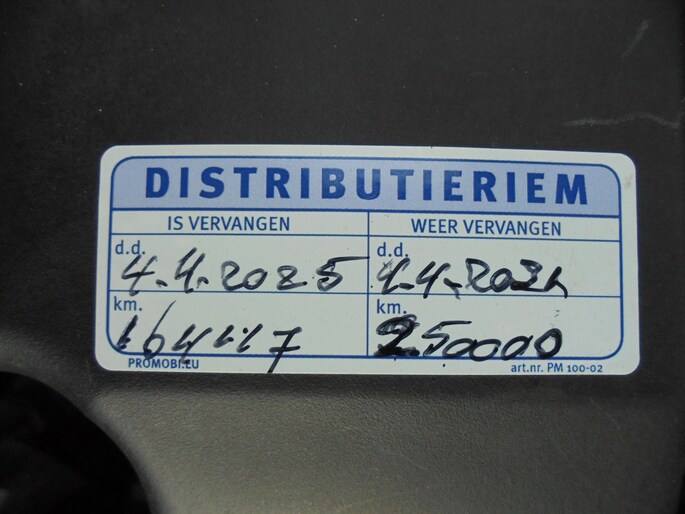 DISTRIBUTIERIEM
IS VERVANGEN
WEER VERVANGEN
d.d. 4.4.2025
d.d.
km.
km. 250000
PROMOBI.EU
art.nr. PM 100-02